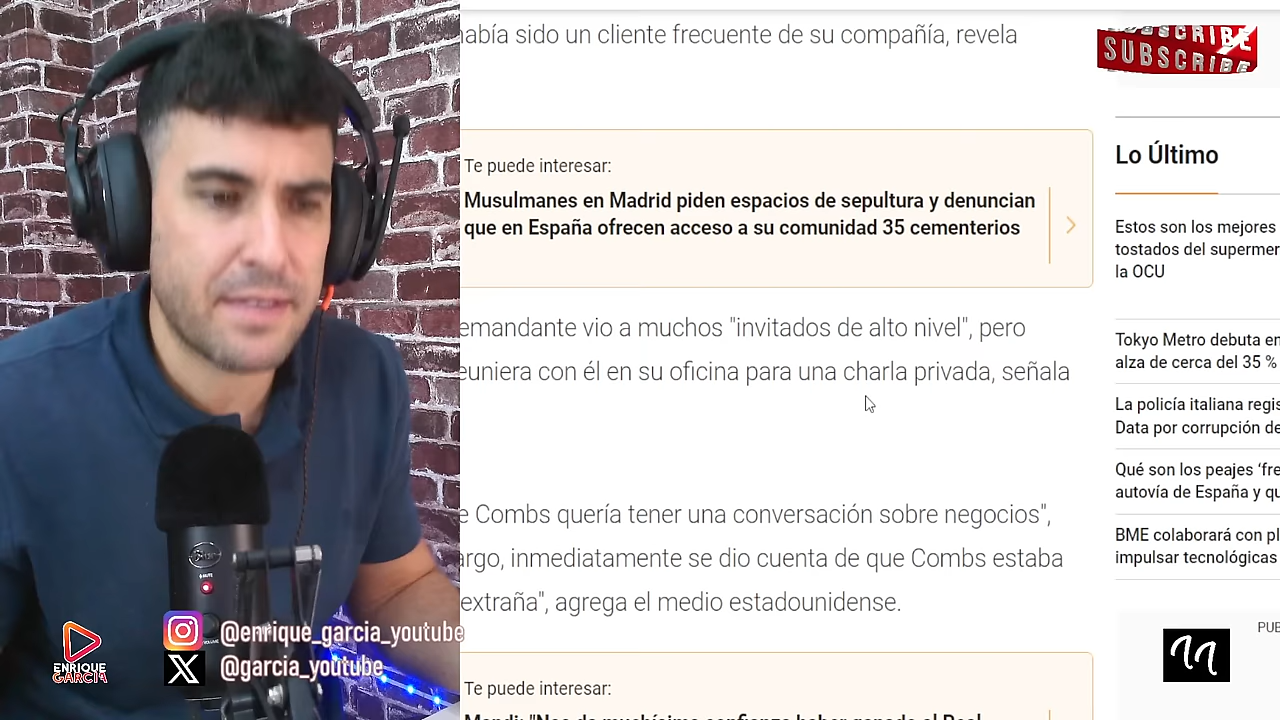 había sido un cliente frecuente de su compañía, revela
SUBSCRIBE
SUBSCRIBE
Te puede interesar:
Musulmanes en Madrid piden espacios de sepultura y denuncian
que en España ofrecen acceso a su comunidad 35 cementerios
Lo Último
Estos son los mejores
tostados del supermer
la OCU
emandante vio a muchos "invitados de alto nivel", pero
euniera con él en su oficina para una charla privada, señala
Tokyo Metro debuta en
alza de cerca del 35 %
La policía italiana regis
Data por corrupción de
Qué son los peajes ‘fre
autovía de España y qu
BME colaborará con pl
impulsar tecnológicas
e Combs quería tener una conversación sobre negocios",
argo, inmediatamente se dio cuenta de que Combs estaba
extraña", agrega el medio estadounidense.
ENRIQUE
GARCIA
@enrique_garcia_youtube
@garcia_youtube
PUB
Te puede interesar: